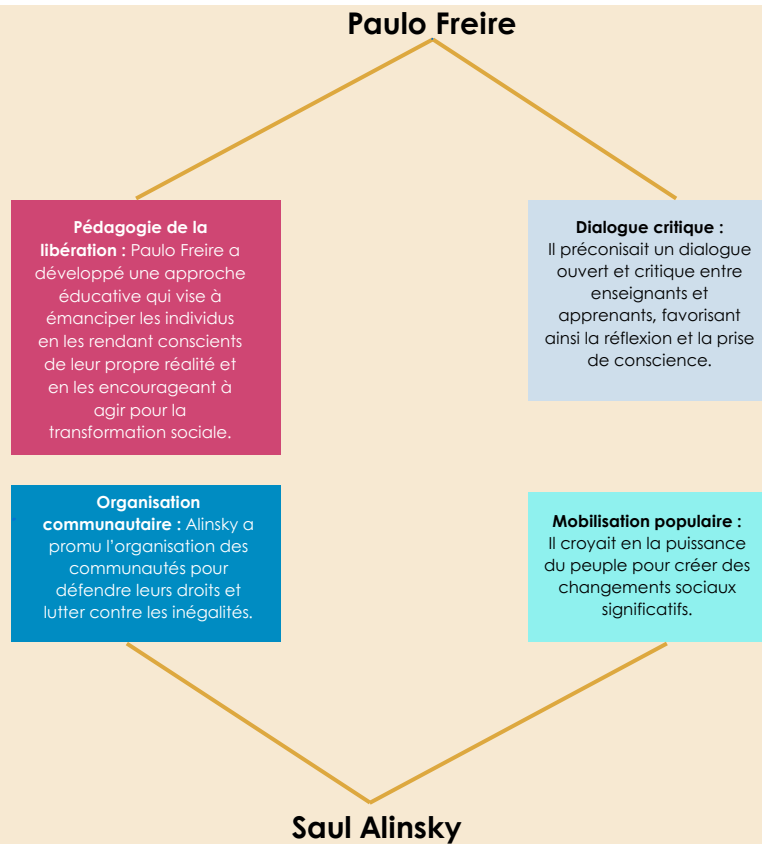 Paulo Freire
Pédagogie de la
libération : Paulo Freire a
développé une approche
éducative qui vise à
émanciper les individus
en les rendant conscients
de leur propre réalité et
en les encourageant à
agir pour la
transformation sociale.
Dialogue critique :
Il préconisait un dialogue
ouvert et critique entre
enseignants et
apprenants, favorisant
ainsi la réflexion et la prise
de conscience.
Organisation
communautaire : Alinsky a
promu l’organisation des
communautés pour
défendre leurs droits et
lutter contre les inégalités.
Mobilisation populaire :
Il croyait en la puissance
du peuple pour créer des
changements sociaux
significatifs.
Saul Alinsky